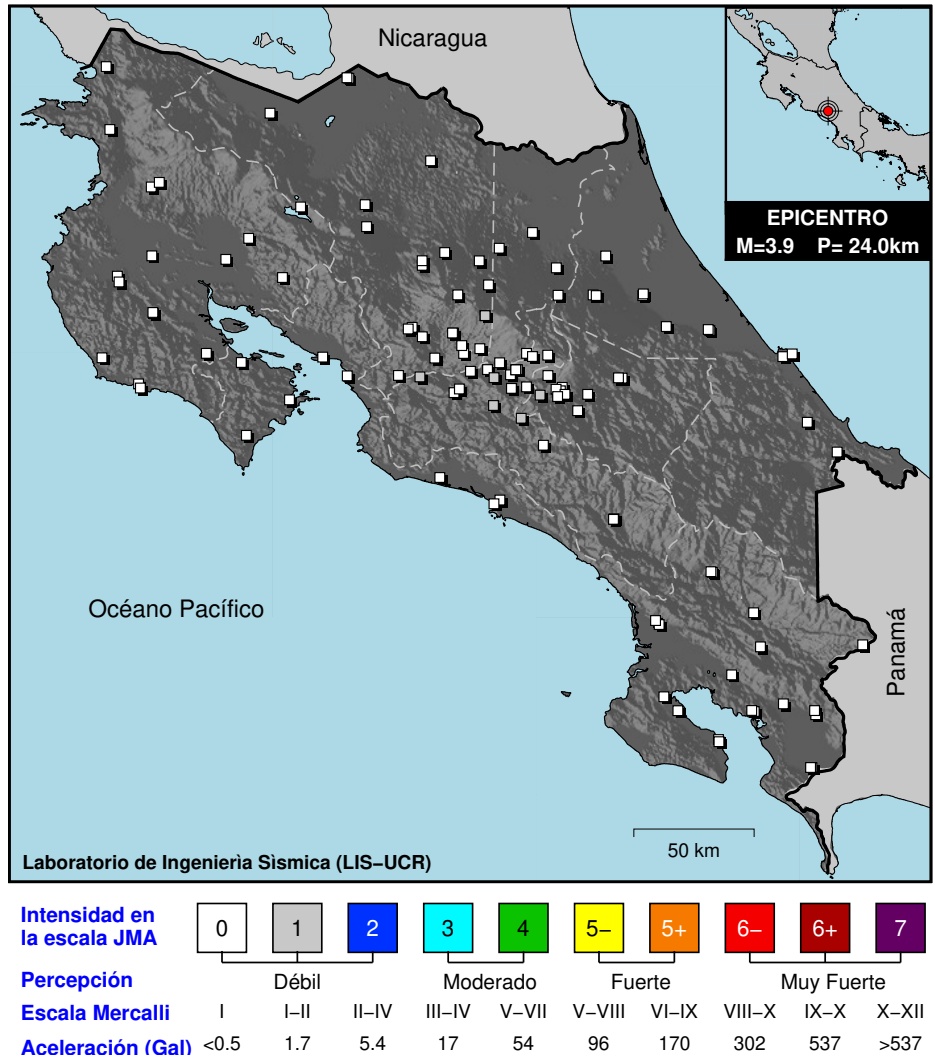 Nicaragua
EPICENTRO
M=3.9 P= 24.0km
Océano Pacífico
Panamá
50 km
Laboratorio de Ingenierìa Sìsmica (LIS−UCR)
Intensidad en
la escala JMA
0 1 2 3 4 5− 5+ 6− 6+ 7
Percepción Débil Moderado Fuerte Muy Fuerte
Escala Mercalli I I−II II−IV III−IV V−VII V−VIII VI−IX VIII−X IX−X X−XII
Aceleración (Gal) <0.5 1.7 5.4 17 54 96 170 302 537 >537